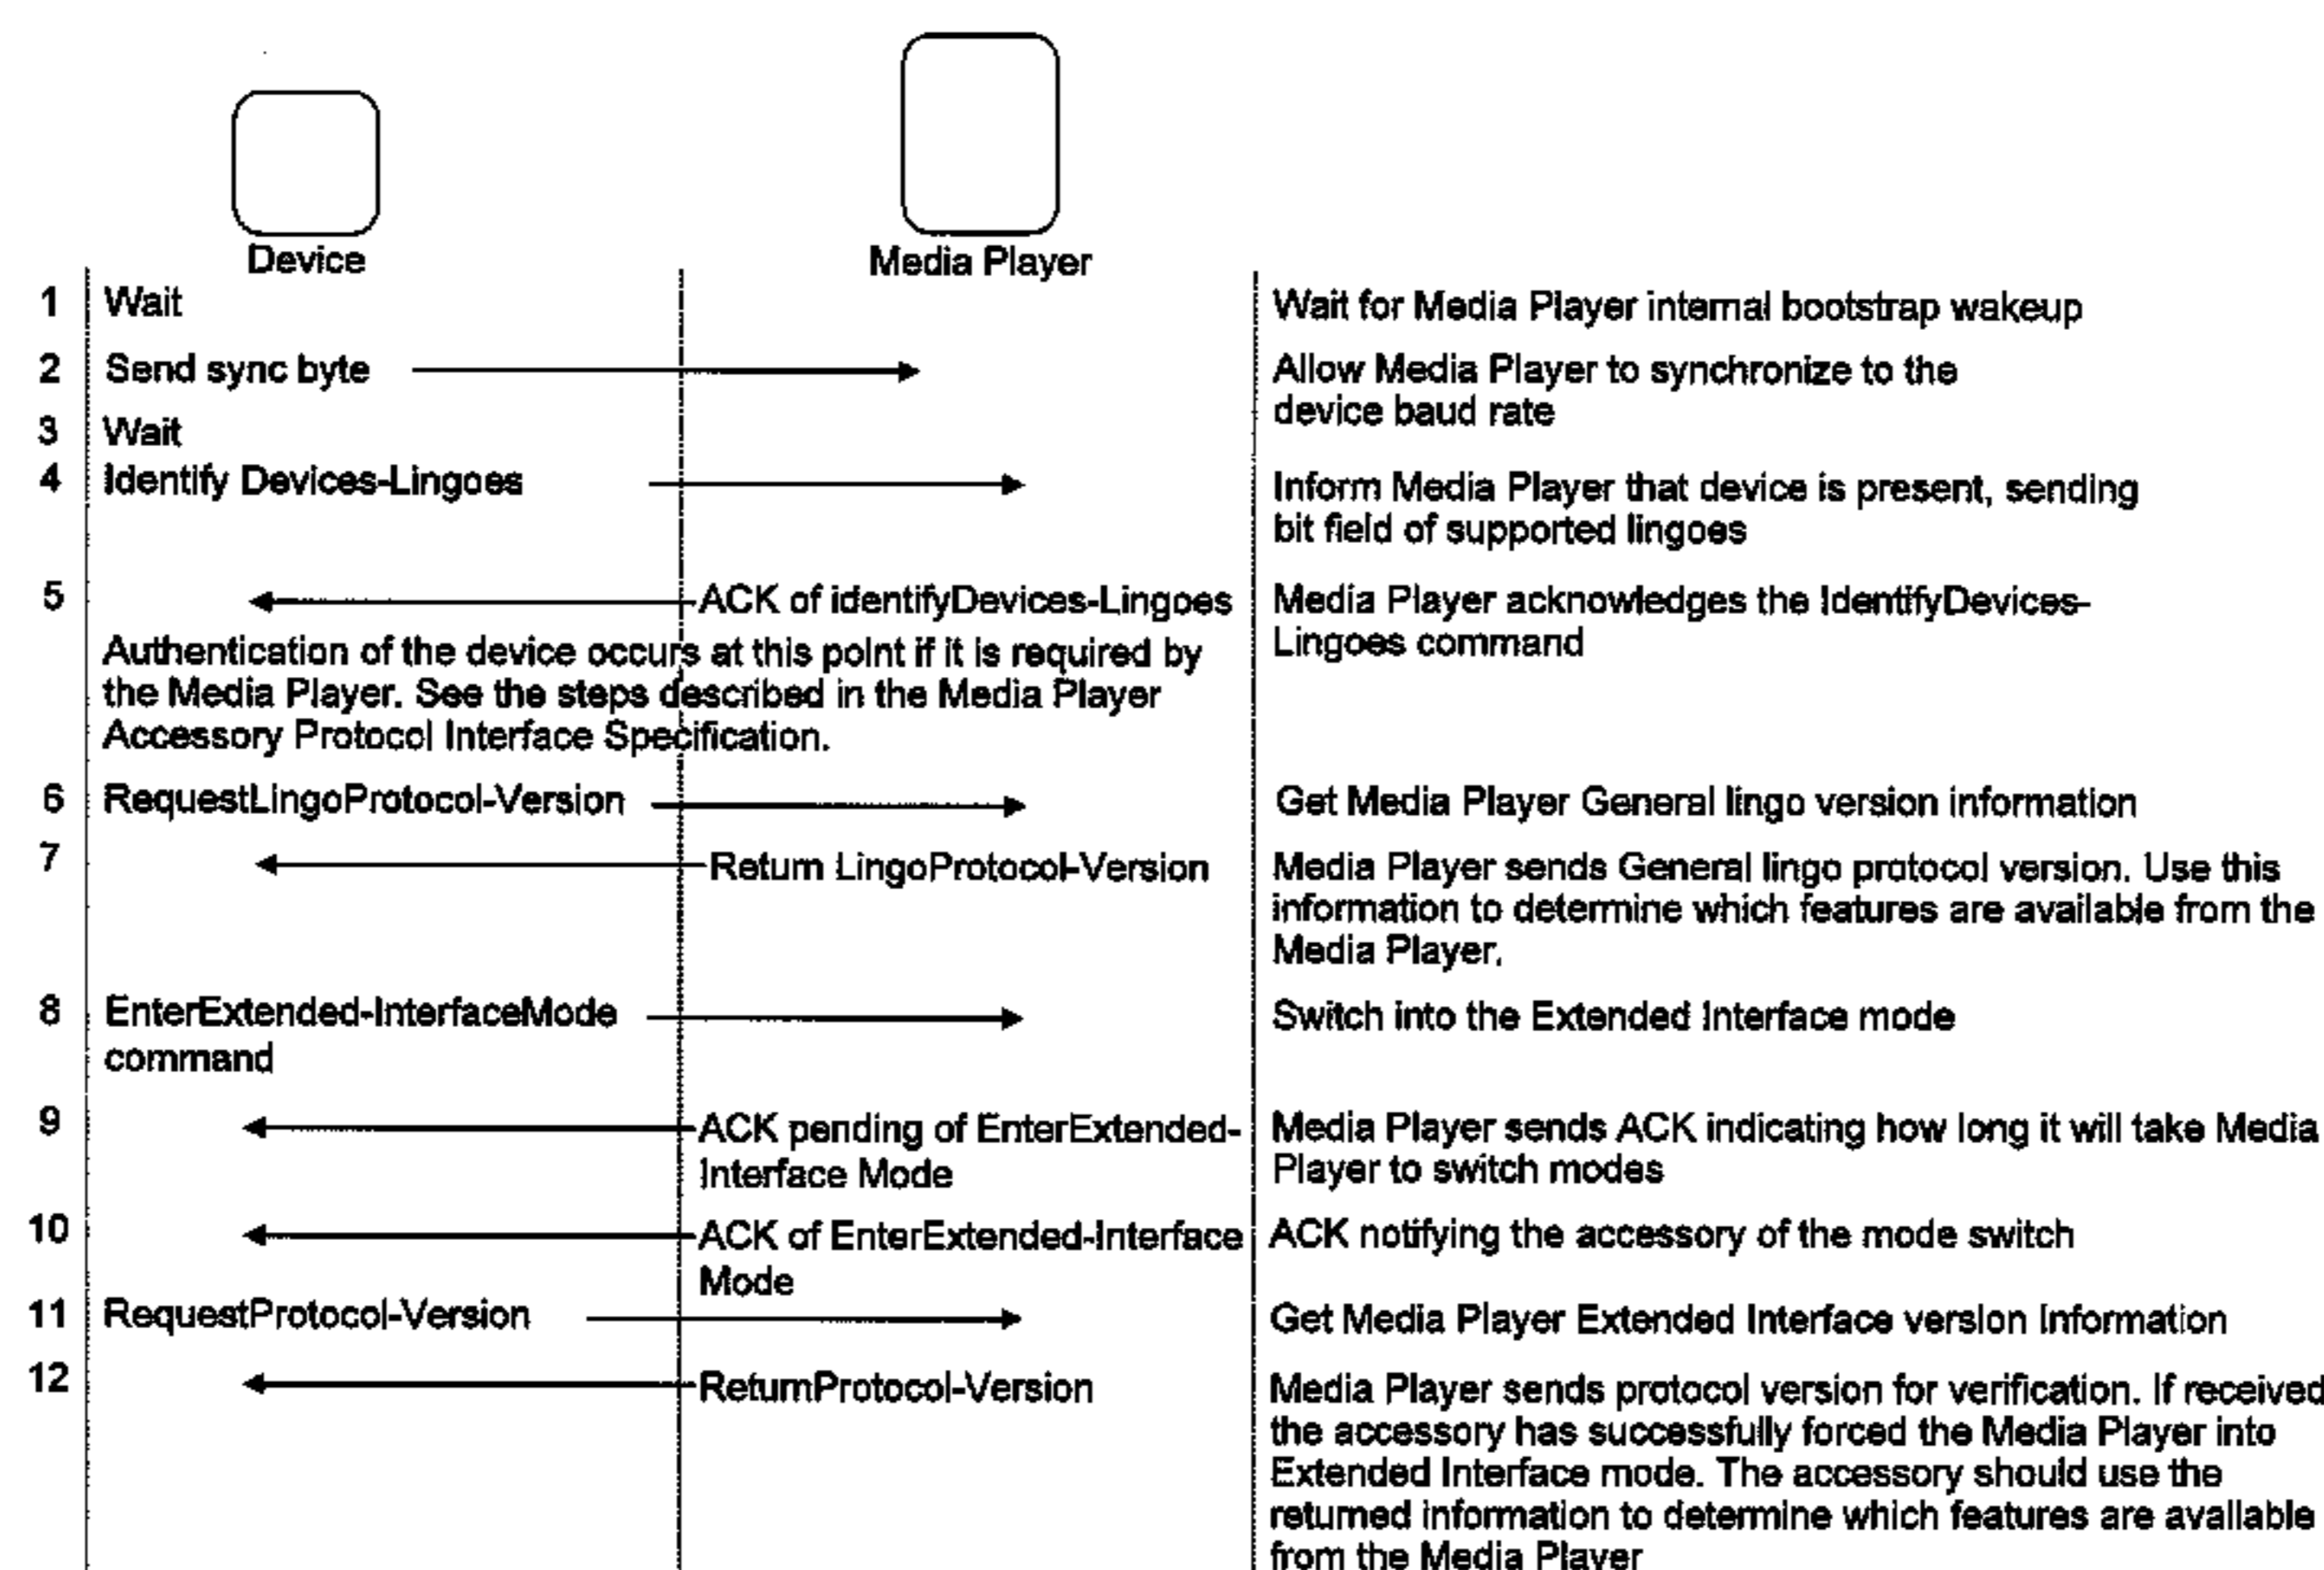 Device
Media Player
1 Wait Wait for Media Player internal bootstrap wakeup
2 Send sync byte Allow Media Player to synchronize to the
device baud rate
3 Wait
4 Identify Devices-Lingoes Inform Media Player that device is present, sending
bit field of supported lingoes
5 ACK of identifyDevices-Lingoes Media Player acknowledges the IdentifyDevices-
Lingoes command
Authentication of the device occurs at this point if it is required by
the Media Player. See the steps described in the Media Player
Accessory Protocol Interface Specification.
6 RequestLingoProtocol-Version Get Media Player General lingo version information
7 Return LingoProtocol-Version Media Player sends General lingo protocol version. Use this
information to determine which features are available from the
Media Player.
8 EnterExtended-InterfaceMode Switch into the Extended Interface mode
command
9 ACK pending of EnterExtended- Media Player sends ACK indicating how long it will take Media
Interface Mode Player to switch modes
10 ACK of EnterExtended-Interface ACK notifying the accessory of the mode switch
Mode
11 RequestProtocol-Version Get Media Player Extended Interface version Information
12 ReturnProtocol-Version Media Player sends protocol version for verification. If received
the accessory has successfully forced the Media Player into
Extended Interface mode. The accessory should use the
returned information to determine which features are available
from the Media Player